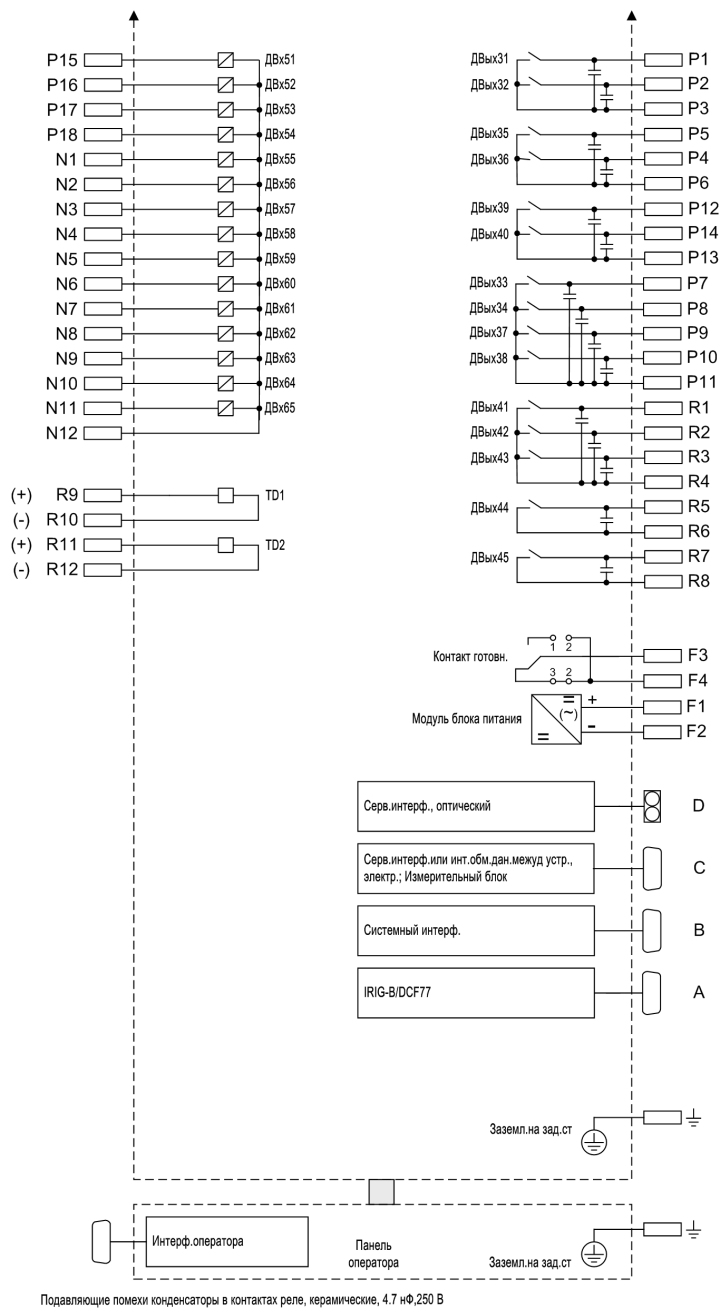 P15 ДВх51 ДВых31 P1
P16 ДВх52 ДВых32 P2
P17 ДВх53 P3
P18 ДВх54 ДВых35 P5
N1 ДВх55 ДВых36 P4
N2 ДВх56 P6
N3 ДВх57 ДВых39 P12
N4 ДВх58 ДВых40 P14
N5 ДВх59 P13
N6 ДВх60 ДВых33 P7
N7 ДВх61 ДВых34 P8
N8 ДВх62 ДВых37 P9
N9 ДВх63 ДВых38 P10
N10 ДВх64 P11
N11 ДВх65 ДВых41 R1
N12 ДВых42 R2
ДВых43 R3
R4
(+) R9 TD1 ДВых44 R5
(-) R10 R6
(+) R11 TD2 ДВых45 R7
(-) R12 R8
1 2
Контакт готовн. F3
3 2 F4
= + F1
(~)
Модуль блока питания
= - F2
Серв.интерф., оптический D
Серв.интерф.или инт.обм.дан.межуд устр.,
электр.; Измерительный блок C
Системный интерф. B
IRIG-B/DCF77 A
Заземл.на зад.ст
Интерф.оператора
Панель
оператора
Заземл.на зад.ст
Подавляющие помехи конденсаторы в контактах реле, керамические, 4.7 нФ,250 В